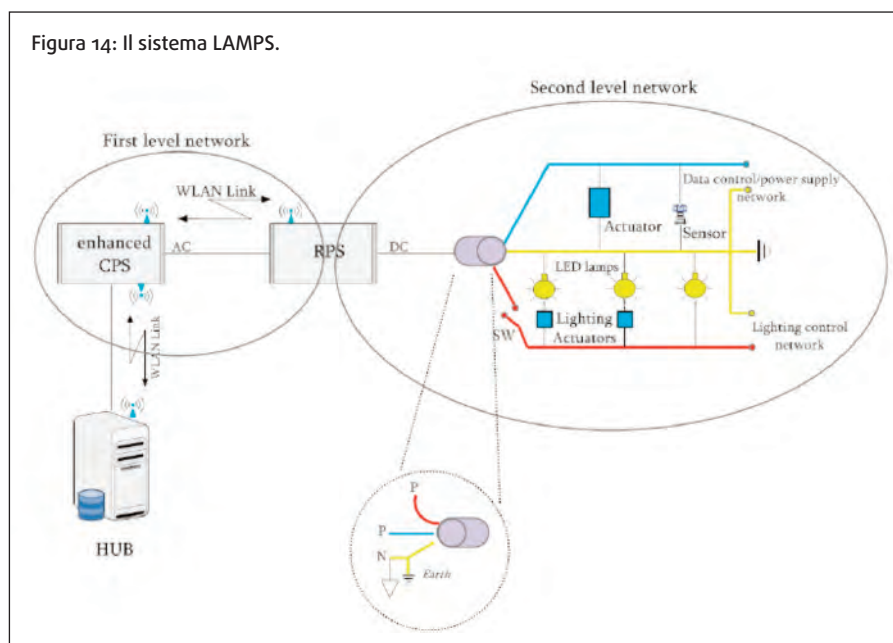 Figura 14: Il sistema LAMPS.
Second level network
First level network
WLAN Link
enhanced
CPS
AC
RPS
DC
Data control/power supply
network
Actuator
Sensor
LED lamps
Lighting
Actuators
SW
Lighting control
network
WLAN Link
HUB
P
P
N
Earth